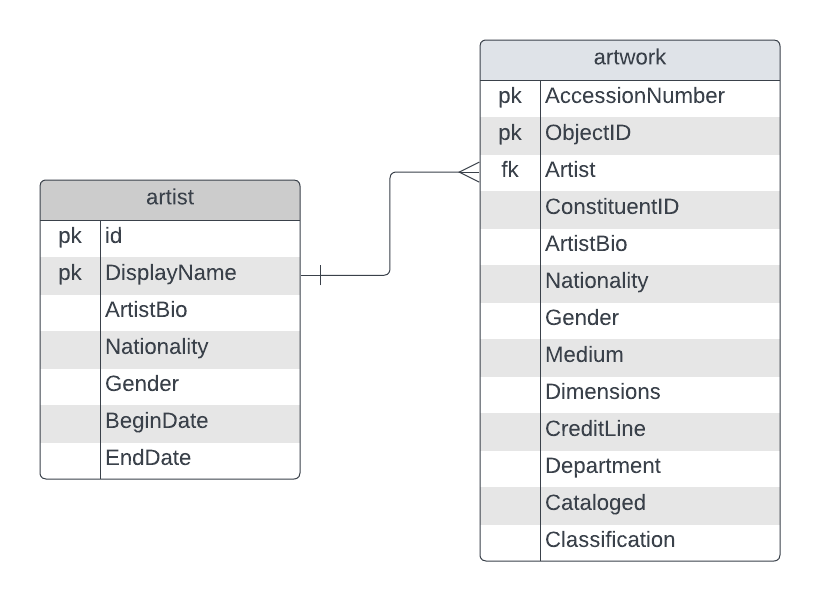 artist
pk id
pk DisplayName
ArtistBio
Nationality
Gender
BeginDate
EndDate
artwork
pk AccessionNumber
pk ObjectID
fk Artist
ConstituentID
ArtistBio
Nationality
Gender
Medium
Dimensions
CreditLine
Department
Cataloged
Classification